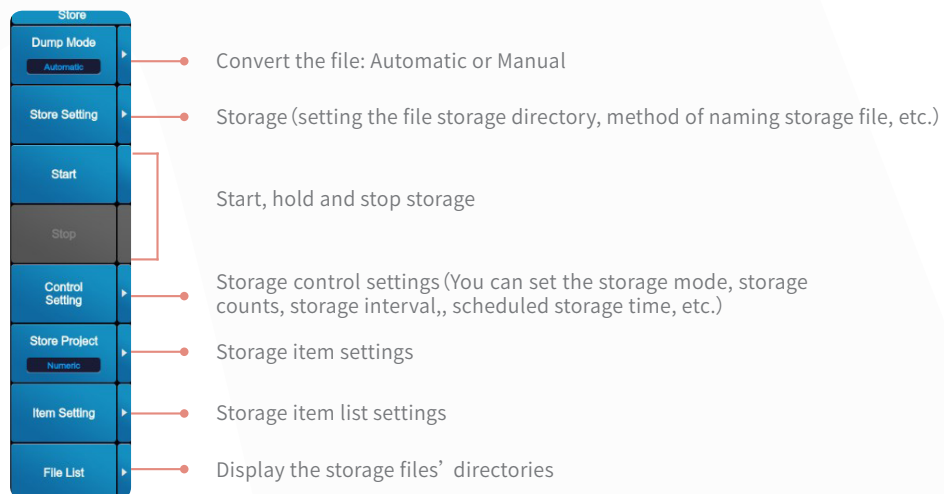 Store
Dump Mode
Automatic
Convert the file: Automatic or Manual
Store Setting
Storage (setting the file storage directory, method of naming storage file, etc.)
Start
Start, hold and stop storage
Stop
Control
Setting
Storage control settings (You can set the storage mode, storage
counts, storage interval,, scheduled storage time, etc.)
Store Project
Numeric
Storage item settings
Item Setting
Storage item list settings
File List
Display the storage files’ directories